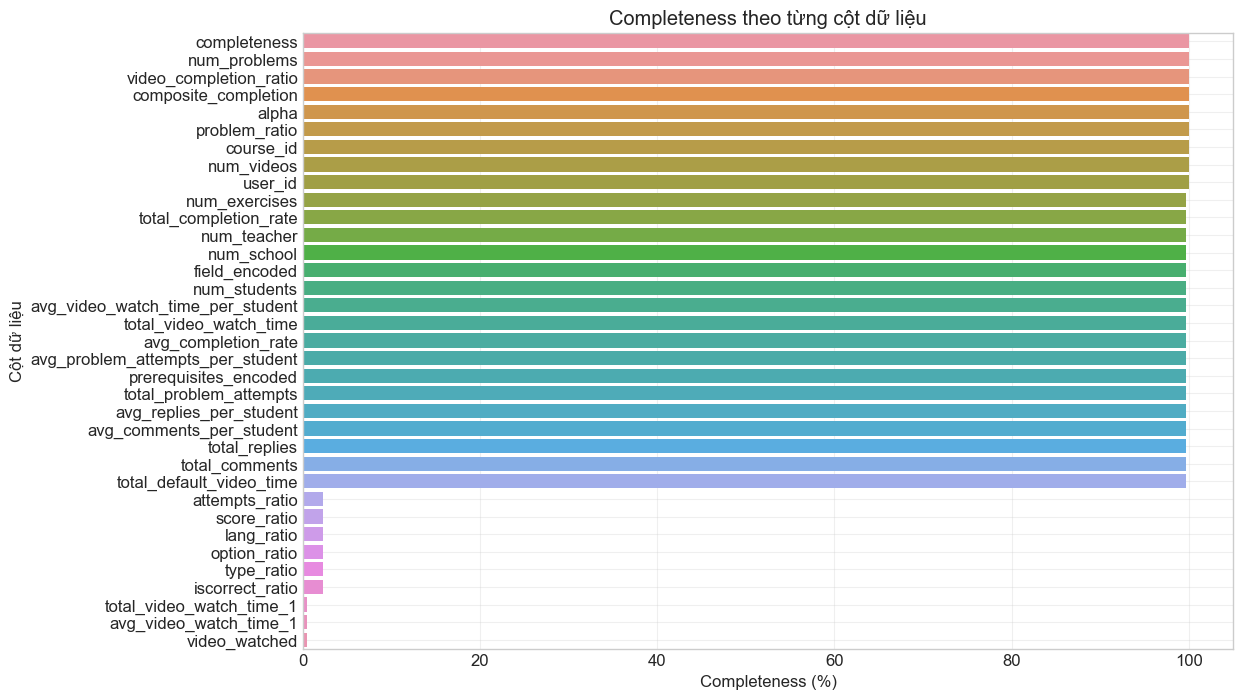 Completeness theo từng cột dữ liệu
completeness
num_problems
video_completion_ratio
composite_completion
alpha
problem_ratio
course_id
num_videos
user_id
num_exercises
total_completion_rate
num_teacher
num_school
field_encoded
num_students
avg_video_watch_time_per_student
total_video_watch_time
avg_completion_rate
avg_problem_attempts_per_student
prerequisites_encoded
total_problem_attempts
avg_replies_per_student
avg_comments_per_student
total_replies
total_comments
total_default_video_time
attempts_ratio
score_ratio
lang_ratio
option_ratio
type_ratio
iscorrect_ratio
total_video_watch_time_1
avg_video_watch_time_1
video_watched
Cột dữ liệu
0 20 40 60 80 100
Completeness (%)